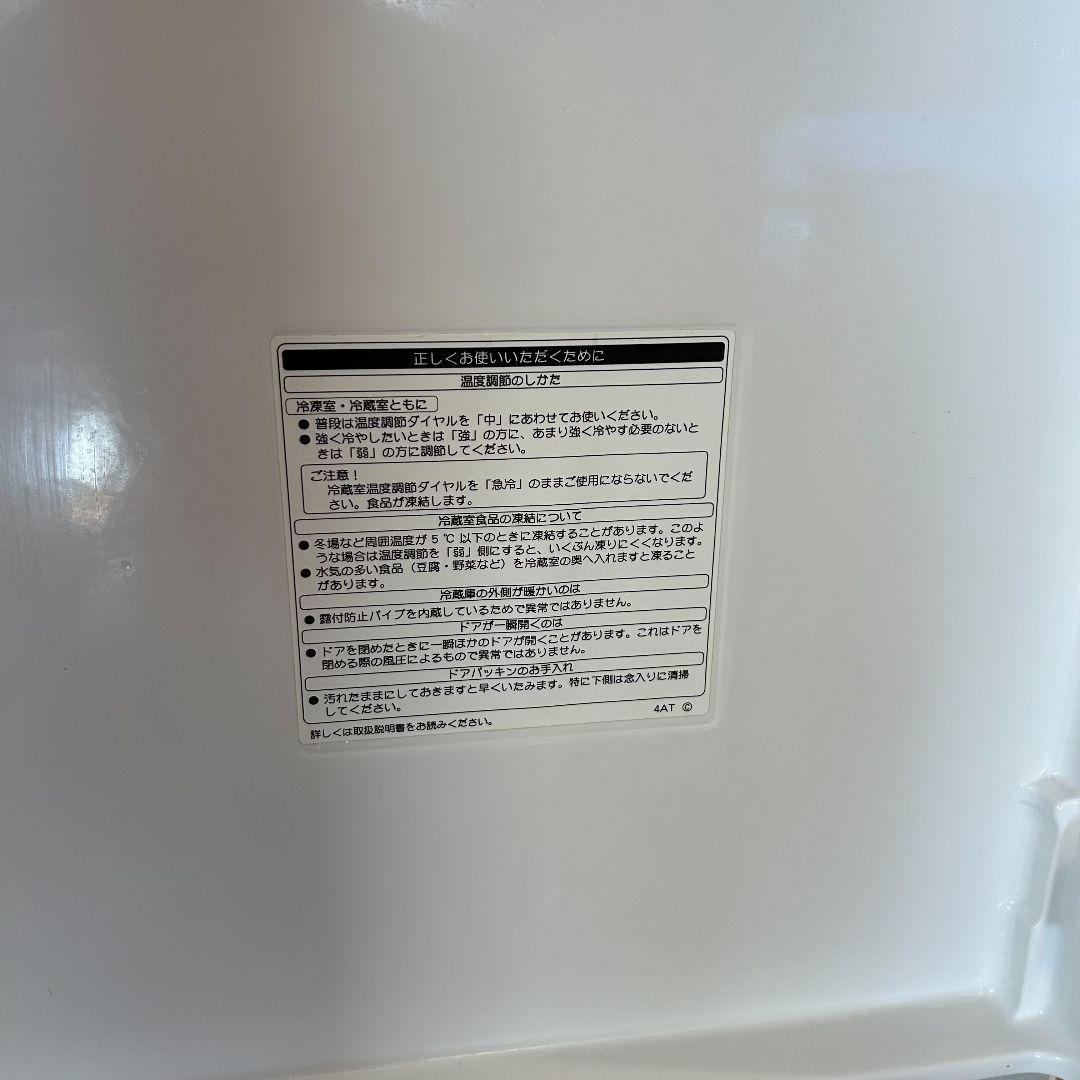 正しくお使いいただくために
温度調節のしかた
冷凍室・冷蔵室ともに
● 普段は温度調節ダイヤルを「中」にあわせてお使いください。
● 強く冷やしたいときは「強」の方に、あまり強く冷やす必要のないと
きは「弱」の方に調節してください。
ご注意！
冷蔵室温度調節ダイヤルを「急冷」のままご使用にならないでくだ
さい。食品が凍結します。
冷蔵室食品の凍結について
● 冬場など周囲温度が5℃以下のときに凍結することがあります。このよ
うな場合は温度調節を「弱」側にすると、いくぶん凍りにくくなります。
● 水気の多い食品（豆腐・野菜など）を冷蔵室の奥へ入れますと凍ること
があります。
冷蔵庫の外側が暖かいのは
● 露付防止パイプを内蔵しているためで異常ではありません。
ドアが一瞬開くのは
● ドアを閉めたときに一瞬ほかのドアが開くことがあります。これはドアを
閉める際の風圧によるもので異常ではありません。
ドアパッキンのお手入れ
● 汚れたままにしておきますと早くいたみます。特に下側は念入りに清掃
してください。
4AT ©
詳しくは取扱説明書をお読みください。